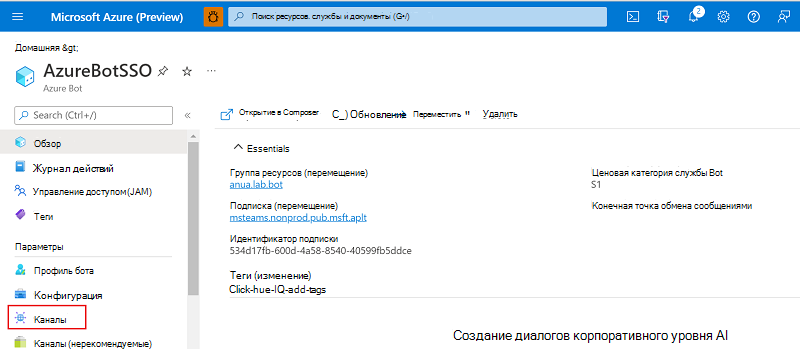 Microsoft Azure (Preview)
Поиск ресурсов. службы и документы (G+/)
2
Домашняя &gt;
AzureBotSSO
Azure Bot
Search (Ctrl+/)
Обзор
Журнал действий
Управление доступом (JAM)
Теги
Параметры
Профиль бота
Конфигурация
Каналы
Каналы (нерекомендуемые)
Открытие в Composer
C_) Обновление
Переместить "
Удалить
Essentials
Группа ресурсов (перемещение)
anua.lab.bot
Подписка (перемещение)
msteams.nonprod.pub.msft.aplt
Идентификатор подписки
534d17fb-600d-4a58-8540-40599fb5ddce
Теги (изменение)
Click-hue-IQ-add-tags
Ценовая категория службы Bot
S1
Конечная точка обмена сообщениями
Создание диалогов корпоративного уровня AI